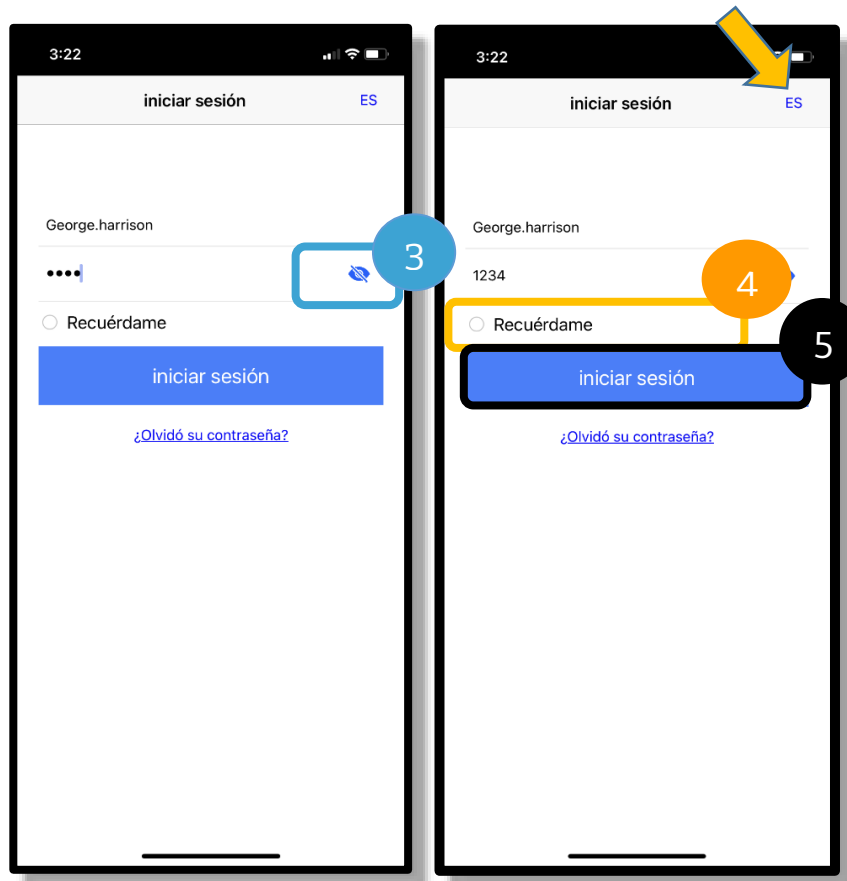 3:22
iniciar sesión ES
George.harrison
••••
3
Recuérdame
iniciar sesión
¿Olvidó su contraseña?
3:22
iniciar sesión ES
George.harrison
1234
4
Recuérdame
5
iniciar sesión
¿Olvidó su contraseña?